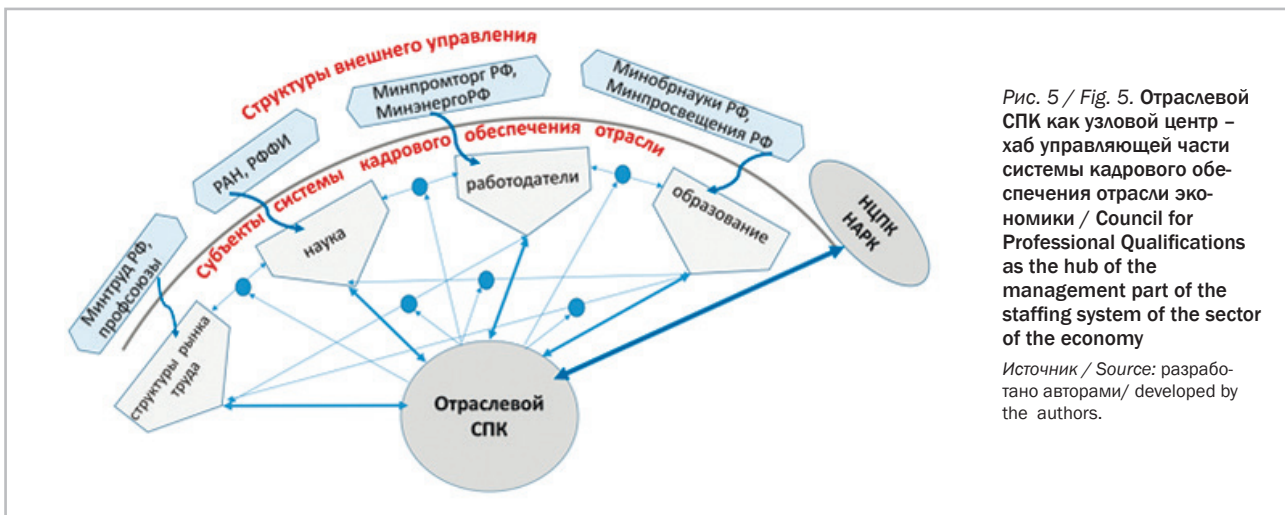 Структуры внешнего управления
Минпромторг РФ,
МинэнергоРФ
Минобрнауки РФ,
Минпросвещения РФ
РАН, РФФИ
Минтруд РФ,
профсоюзы
Субъекты системы кадрового обеспечения отрасли
структуры рынка
труда
наука
работодатели
образование
НЦПК
НАРК
Отраслевой
СПК
Рис. 5 / Fig. 5. Отраслевой
СПК как узловой центр –
хаб управляющей части
системы кадрового обе-
спечения отрасли эко-
номики / Council for
Professional Qualifications
as the hub of the
management part of the
staffing system of the sector
of the economy
Источник / Source: разрабо-
тано авторами/ developed by
the authors.